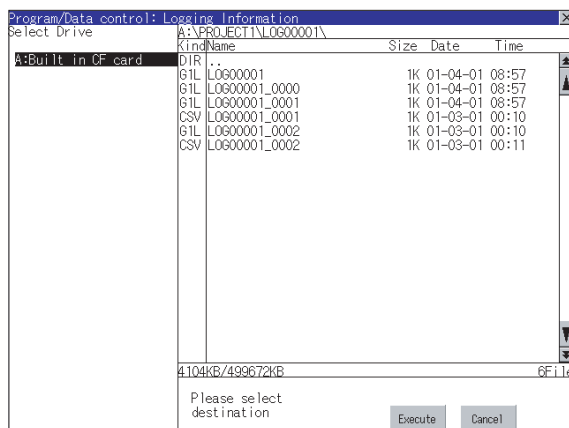 Program/Data control: Logging Information
Select Drive
A:\PROJECT1\LOG00001\
Kind Name Size Date Time
A:Built in CF card
DIR ..
G1L LOG00001 1K 01-04-01 08:57
G1L LOG00001_0000 1K 01-04-01 08:57
G1L LOG00001_0001 1K 01-04-01 08:57
CSV LOG00001_0001 1K 01-03-01 00:10
G1L LOG00001_0002 1K 01-03-01 00:10
CSV LOG00001_0002 1K 01-03-01 00:11
4104KB/499672KB 6File
Please select
destination
Execute Cancel